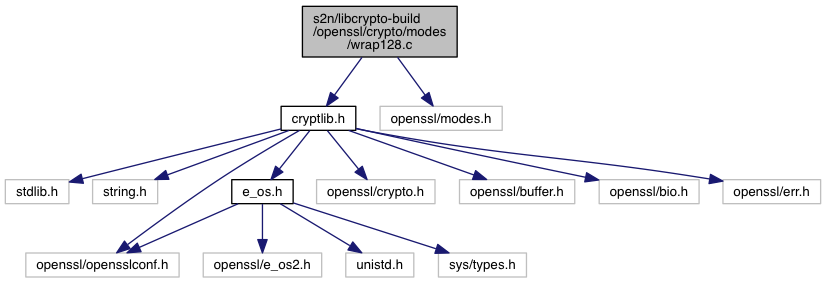 s2n/libcrypto-build
/openssl/crypto/modes
/wrap128.c
cryptlib.h
openssl/modes.h
stdlib.h
string.h
e_os.h
openssl/crypto.h
openssl/buffer.h
openssl/bio.h
openssl/err.h
openssl/opensslconf.h
openssl/e_os2.h
unistd.h
sys/types.h